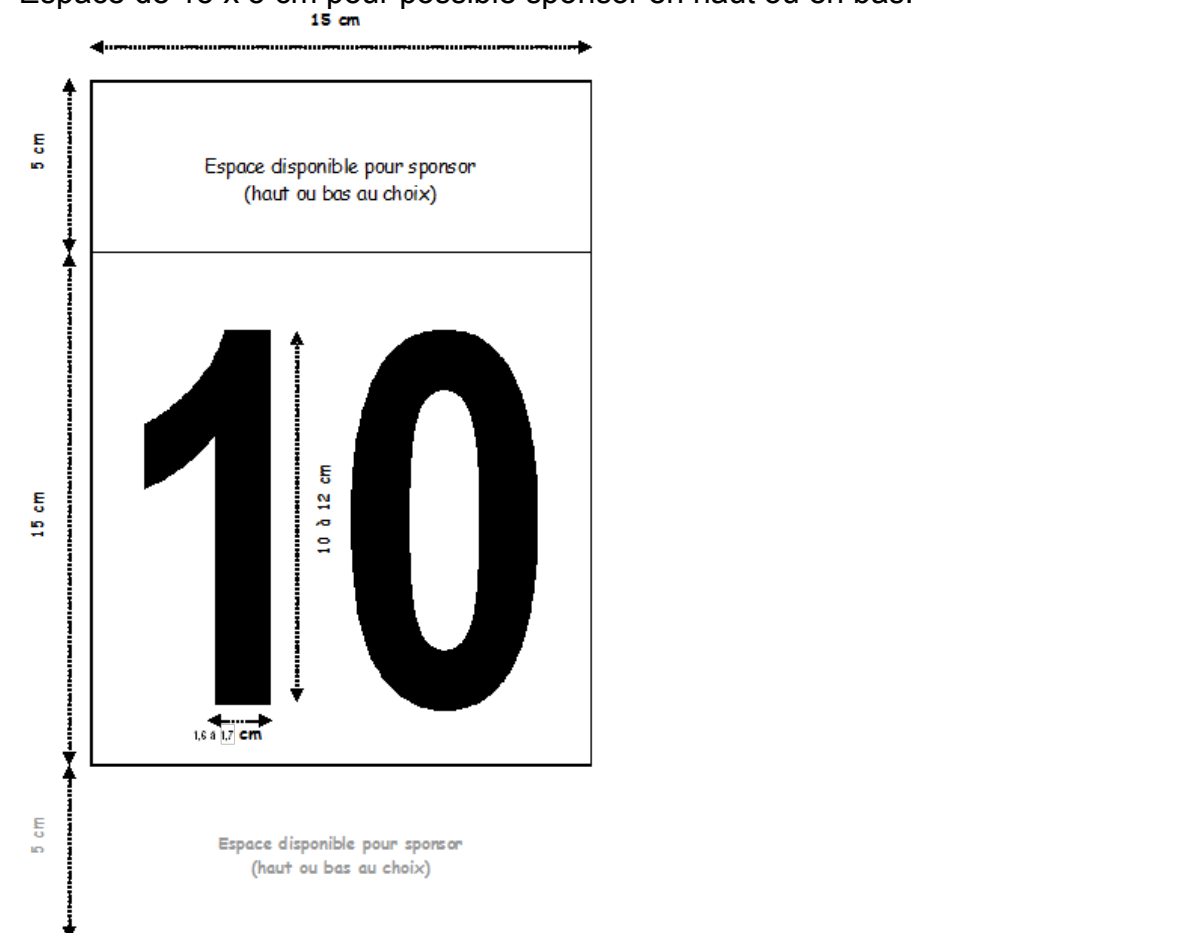 Espace de 15 x 5 cm pour possible sponsor en haut ou en bas.
15 cm
5 cm
Espace disponible pour sponsor
(haut ou bas au choix)
15 cm
10
10 à 12 cm
1,6 à 1,7 cm
5 cm
Espace disponible pour sponsor
(haut ou bas au choix)